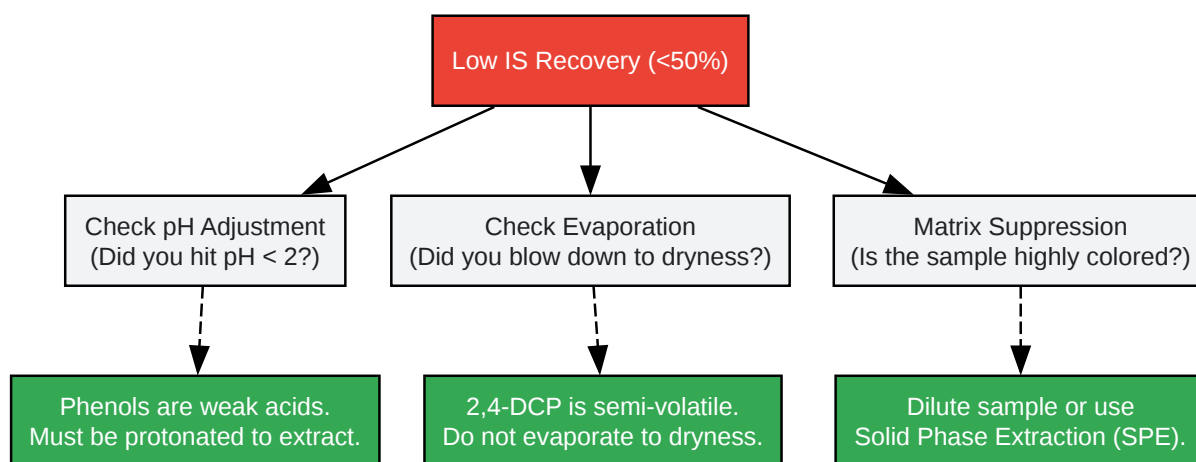 Low IS Recovery (<50%)
Check pH Adjustment
(Did you hit pH < 2?)
Check Evaporation
(Did you blow down to dryness?)
Matrix Suppression
(Is the sample highly colored?)
Phenols are weak acids.
Must be protonated to extract.
2,4-DCP is semi-volatile.
Do not evaporate to dryness.
Dilute sample or use
Solid Phase Extraction (SPE).